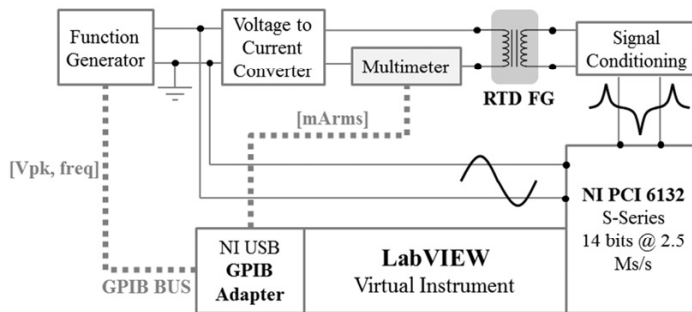 Function
Generator
Voltage to
Current
Converter
Multimeter
RTD FG
Signal
Conditioning
[mArms]
[Vpk, freq]
NI PCI 6132
S-Series
14 bits @ 2.5
Ms/s
NI USB
GPIB
Adapter
LabVIEW
Virtual Instrument
GPIB BUS